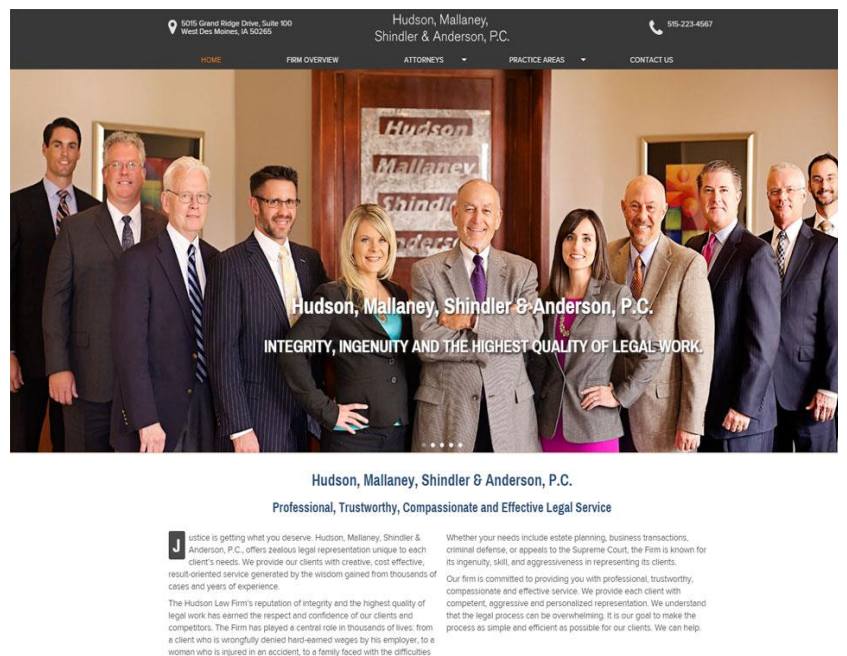 5015 Grand Ridge Drive, Suite 100
West Des Moines, IA 50265
Hudson, Mallaney,
Shindler & Anderson, P.C.
515-223-4567
HOME
FIRM OVERVIEW
ATTORNEYS
PRACTICE AREAS
CONTACT US
Hudson
Mallaney
Hudson, Mallaney, Shindler & Anderson, P.C.
INTEGRITY, INGENUITY AND THE HIGHEST QUALITY OF LEGAL WORK.
Hudson, Mallaney, Shindler & Anderson, P.C.
Professional, Trustworthy, Compassionate and Effective Legal Service
Justice is getting what you deserve. Hudson, Mallaney, Shindler &
Anderson, P.C., offers zealous legal representation unique to each
client's needs. We provide our clients with creative, cost effective,
result-oriented service generated by the wisdom gained from thousands of
cases and years of experience.
The Hudson Law Firm's reputation of integrity and the highest quality of
legal work has earned the respect and confidence of our clients and
competitors. The Firm has played a central role in thousands of lives: from
a client who is wrongfully denied hard-earned wages by his employer, to a
woman who is injured in an accident, to a family faced with the difficulties
Whether your needs include estate planning, business transactions,
criminal defense, or appeals to the Supreme Court, the Firm is known for
its ingenuity, skill, and aggressiveness in representing its clients.
Our firm is committed to providing you with professional, trustworthy,
compassionate and effective service. We provide each client with
competent, aggressive and personalized representation. We understand
that the legal process can be overwhelming. It is our goal to make the
process as simple and efficient as possible for our clients. We can help.